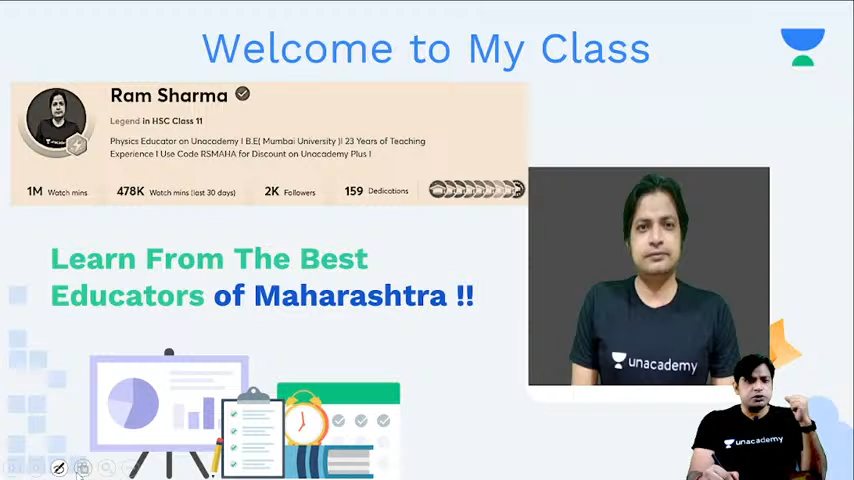 Welcome to My Class
Ram Sharma
Legend in HSC Class 11
Physics Educator on Unacademy I B.E( Mumbai University )I 23 Years of Teaching
Experience I Use Code RSMAHA for Discount on Unacademy Plus I
1M Watch mins 478K Watch mins (last 30 days) 2K Followers 159 Dedications
Learn From The Best
Educators of Maharashtra !!
unacademy
unacademy